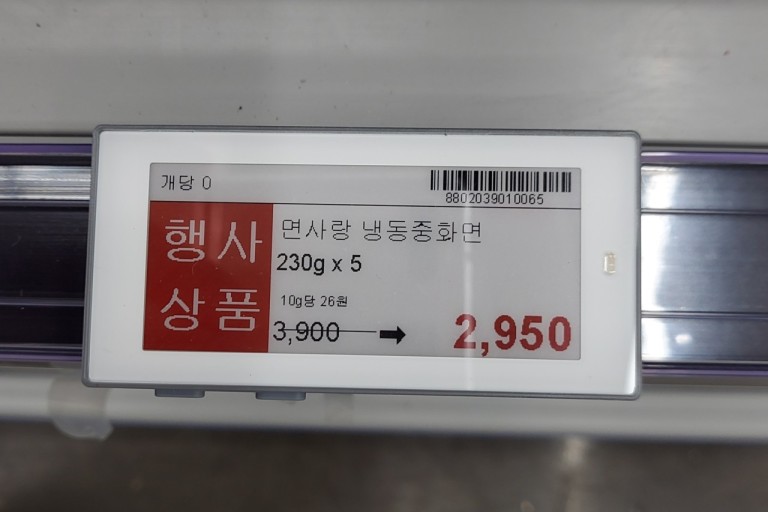 개당 0
8802039010065
행사
상품
면사랑 냉동중화면
230g x 5
10g당 26원
3,900 → 2,950